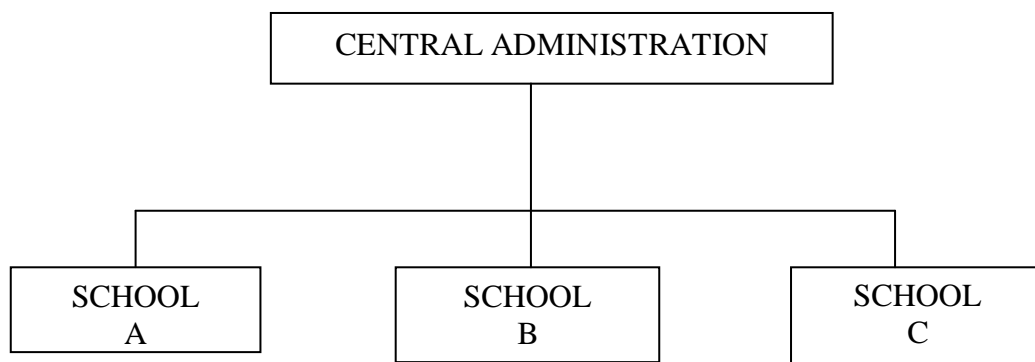 CENTRAL ADMINISTRATION
SCHOOL
A
SCHOOL
B
SCHOOL
C